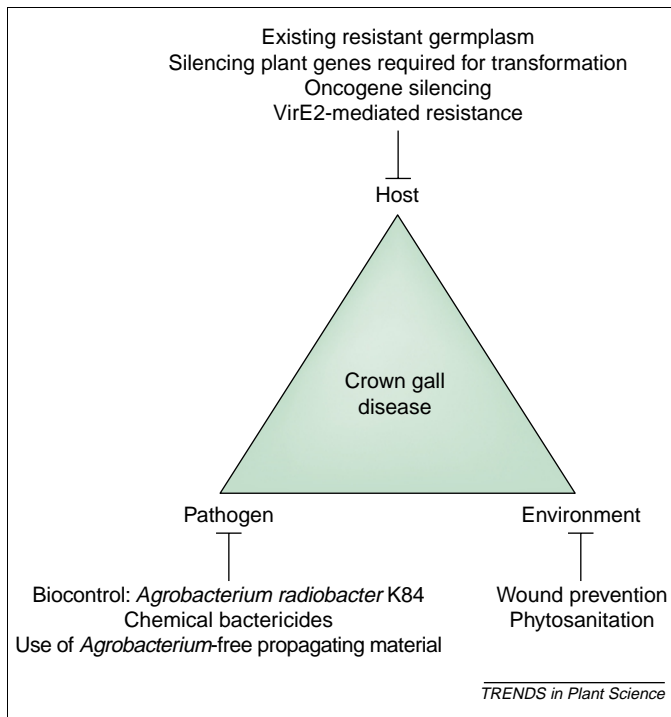 Existing resistant germplasm
Silencing plant genes required for transformation
Oncogene silencing
VirE2-mediated resistance
Host
Crown gall
disease
Pathogen
Environment
Biocontrol: Agrobacterium radiobacter K84
Chemical bactericides
Use of Agrobacterium-free propagating material
Wound prevention
Phytosanitation
TRENDS in Plant Science